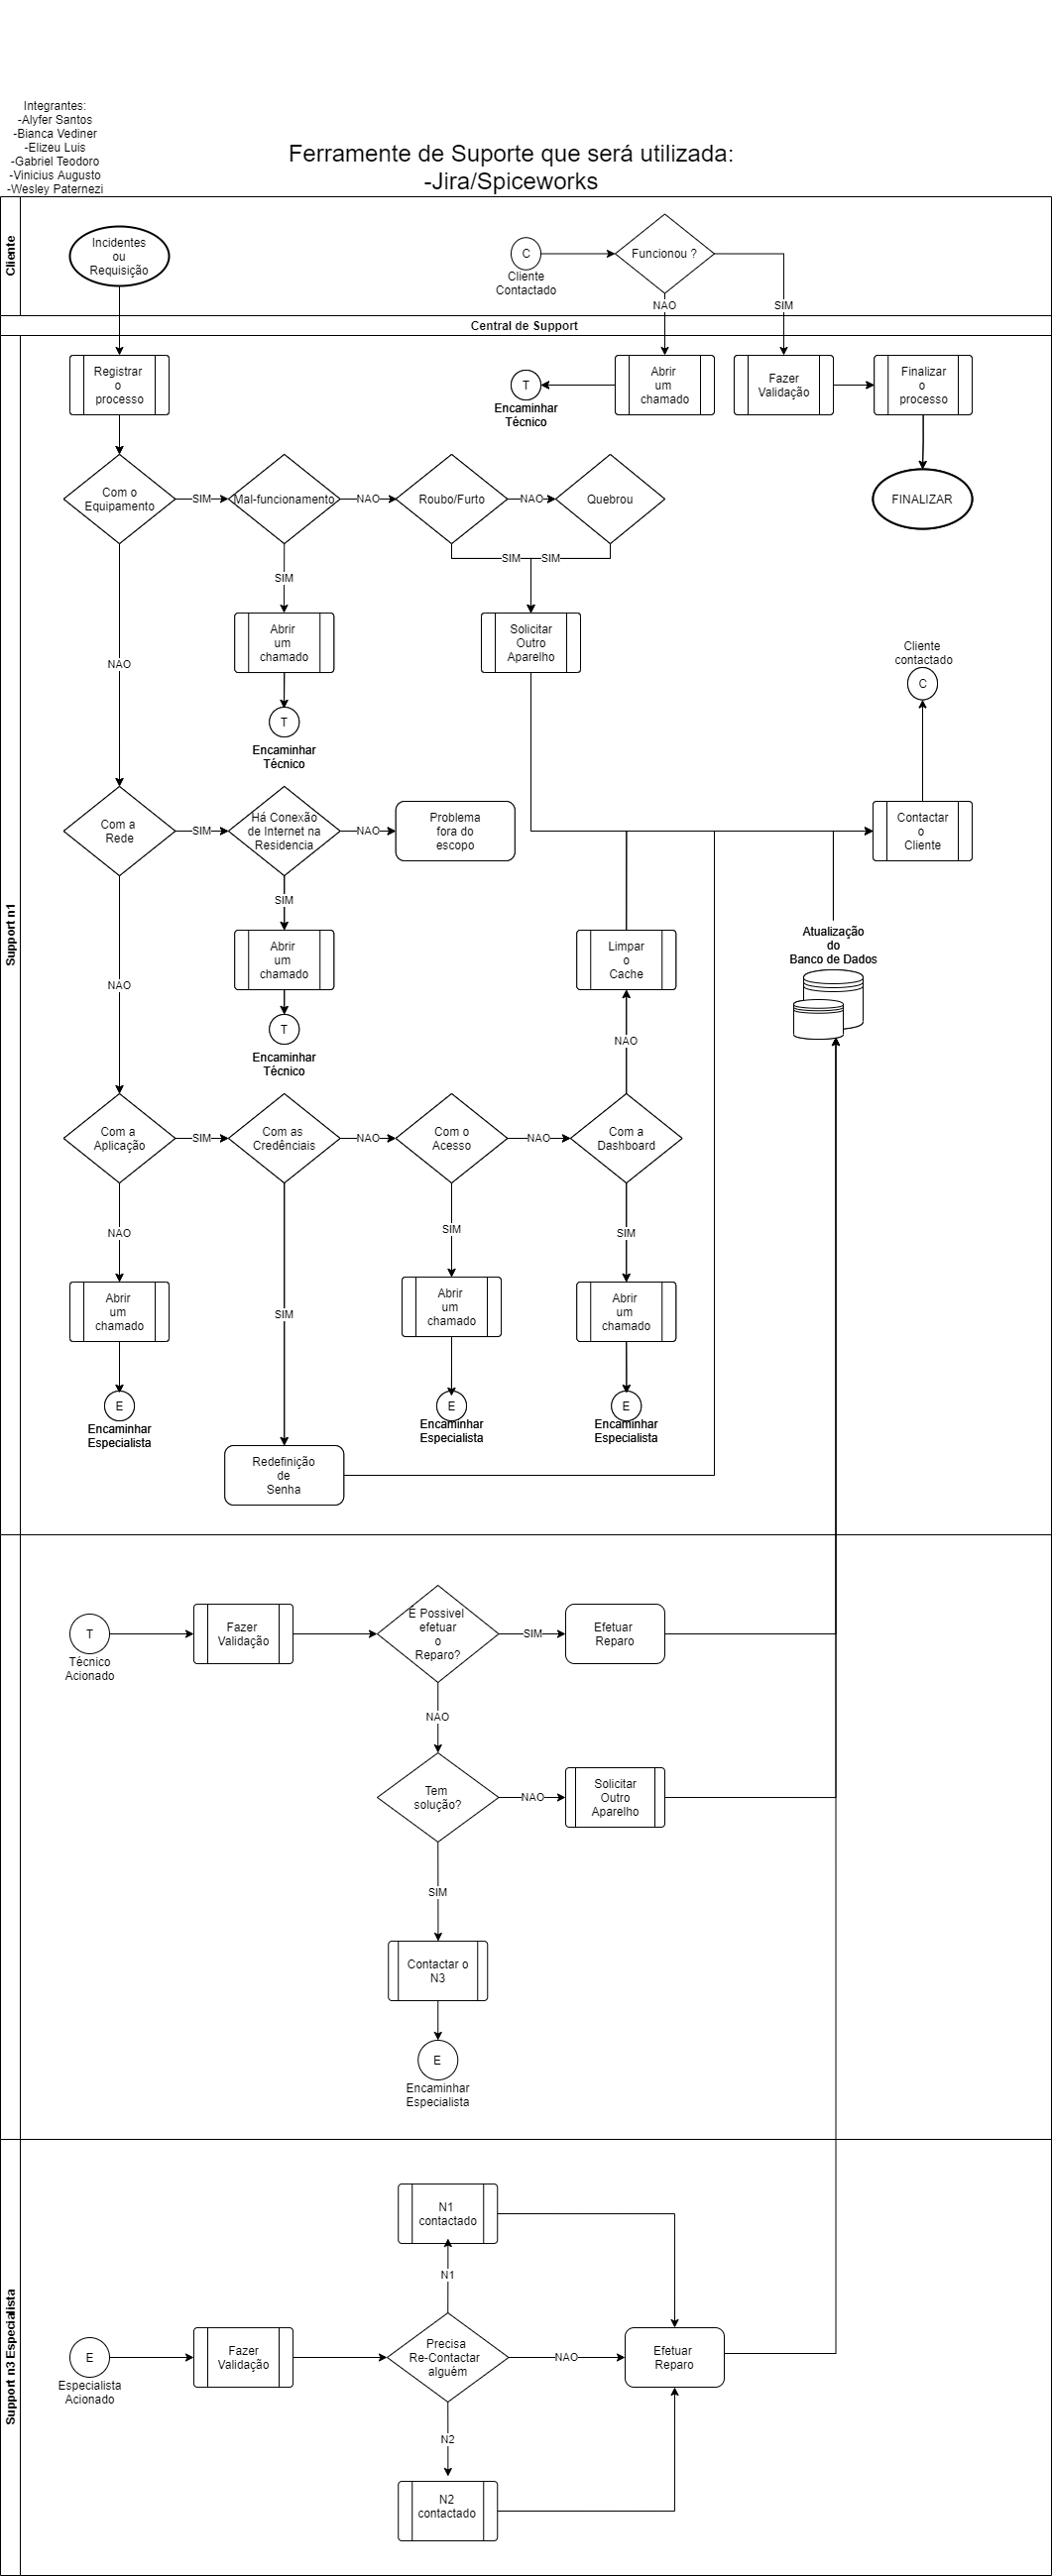 Integrantes:
-Alyfer Santos
-Bianca Vediner
-Elizeu Luis
-Gabriel Teodoro
-Vinicius Augusto
-Wesley Paternezi
Ferramente de Suporte que será utilizada:
-Jira/Spiceworks
Cliente
Incidentes
ou
Requisição
C
Cliente
Contactado
Funcionou ?
NAO
SIM
Central de Support
Support n1
Registrar
o
processo
T
Encaminhar
Técnico
Abrir
um
chamado
Fazer
Validação
Finalizar
o
processo
Com o
Equipamento
SIM
Mal-funcionamento
NAO
Roubo/Furto
NAO
Quebrou
FINALIZAR
SIM
SIM
SIM
Abrir
um
chamado
Solicitar
Outro
Aparelho
NAO
Cliente
contactado
C
T
Encaminhar
Técnico
Com a
Rede
SIM
Há Conexão
de Internet na
Residencia
NAO
Problema
fora do
escopo
Contactar
o
Cliente
SIM
Abrir
um
chamado
Limpar
o
Cache
Atualização
do
Banco de Dados
NAO
T
Encaminhar
Técnico
NAO
Com a
Aplicação
SIM
Com as
Credênciais
NAO
Com o
Acesso
NAO
Com a
Dashboard
NAO
SIM
SIM
SIM
Abrir
um
chamado
Abrir
um
chamado
Abrir
um
chamado
E
Encaminhar
Especialista
E
Encaminhar
Especialista
E
Encaminhar
Especialista
Redefinição
de
Senha
T
Técnico
Acionado
Fazer
Validação
E Possivel
efetuar
o
Reparo?
SIM
Efetuar
Reparo
NAO
Tem
solução?
NAO
Solicitar
Outro
Aparelho
SIM
Contactar o
N3
E
Encaminhar
Especialista
Support n3 Especialista
N1
contactado
N1
E
Especialista
Acionado
Fazer
Validação
Precisa
Re-Contactar
alguém
NAO
Efetuar
Reparo
N2
N2
contactado